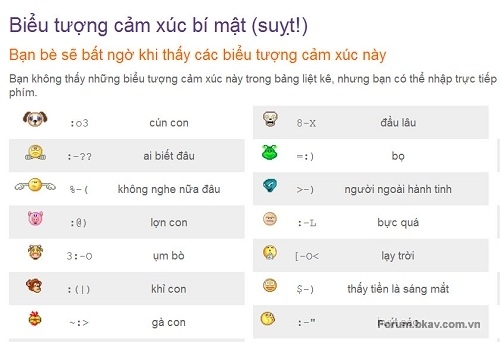 Biểu tượng cảm xúc bí mật (suỵt!)
Bạn bè sẽ bất ngờ khi thấy các biểu tượng cảm xúc này
Bạn không thấy những biểu tượng cảm xúc này trong bảng liệt kê, nhưng bạn có thể nhập trực tiếp
phím.
:o3 cún con 8-X đầu lâu
:-?? ai biết đâu =:) bọ
%-( không nghe nữa đâu >-) người ngoài hành tinh
:@) lợn con :-L bực quá
3:-O ụm bò [-O< lạy trời
:(|) khỉ con $-) thấy tiền là sáng mắt
~:> gà con :-"
Forum.bkav.com.vn